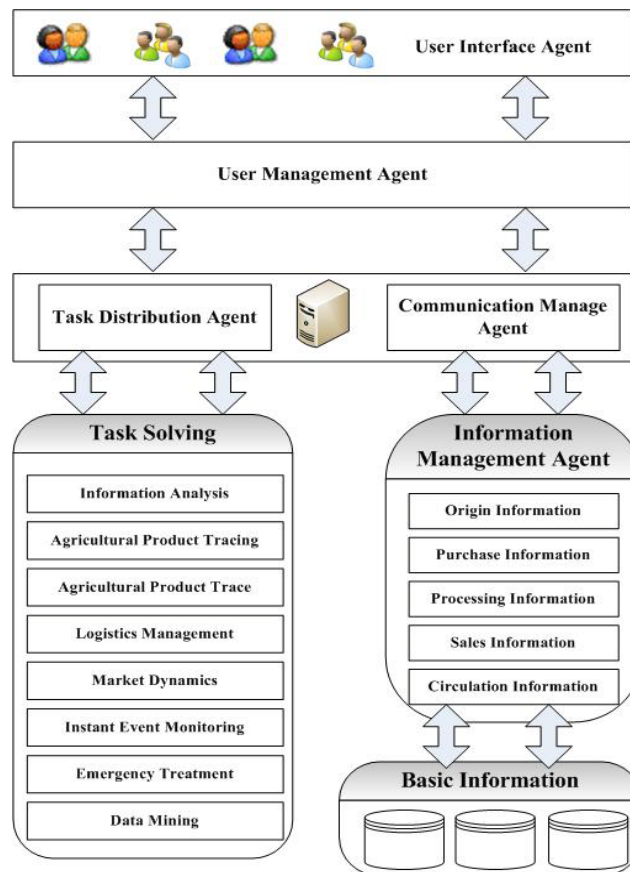 User Interface Agent
User Management Agent
Task Distribution Agent
Communication Manage
Agent
Task Solving
Information Analysis
Agricultural Product Tracing
Agricultural Product Trace
Logistics Management
Market Dynamics
Instant Event Monitoring
Emergency Treatment
Data Mining
Information
Management Agent
Origin Information
Purchase Information
Processing Information
Sales Information
Circulation Information
Basic Information